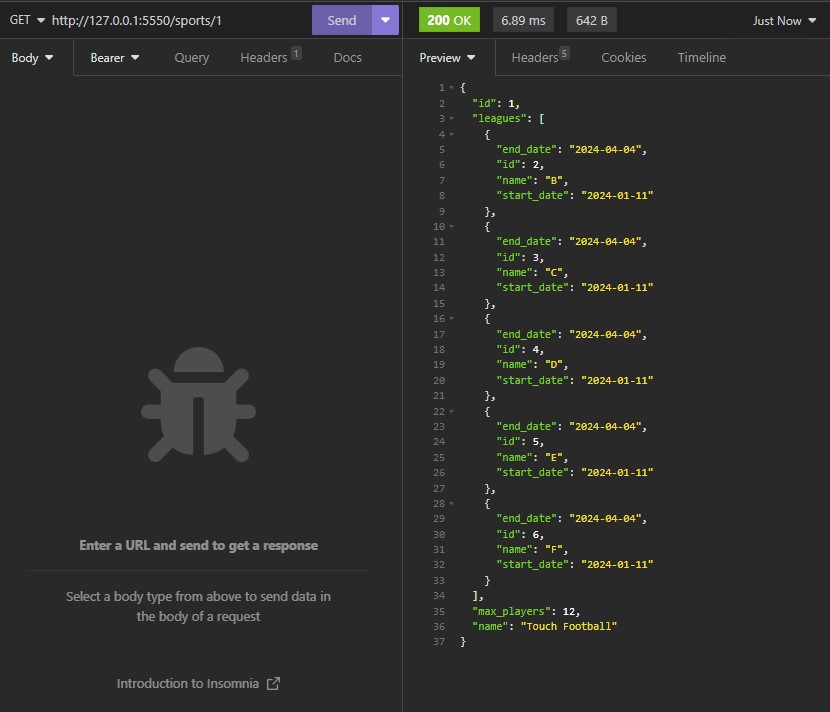 GET http://127.0.0.1:5550/sports/1 Send 200 OK 6.89 ms 642 B Just Now
Body Bearer Query Headers 1 Docs
Preview Headers 5 Cookies Timeline
Enter a URL and send to get a response
Select a body type from above to send data in
the body of a request
Introduction to Insomnia
1 {
2 "id": 1,
3 "leagues": [
4 {
5 "end_date": "2024-04-04",
6 "id": 2,
7 "name": "B",
8 "start_date": "2024-01-11"
9 },
10 {
11 "end_date": "2024-04-04",
12 "id": 3,
13 "name": "C",
14 "start_date": "2024-01-11"
15 },
16 {
17 "end_date": "2024-04-04",
18 "id": 4,
19 "name": "D",
20 "start_date": "2024-01-11"
21 },
22 {
23 "end_date": "2024-04-04",
24 "id": 5,
25 "name": "E",
26 "start_date": "2024-01-11"
27 },
28 {
29 "end_date": "2024-04-04",
30 "id": 6,
31 "name": "F",
32 "start_date": "2024-01-11"
33 }
34 ],
35 "max_players": 12,
36 "name": "Touch Football"
37 }